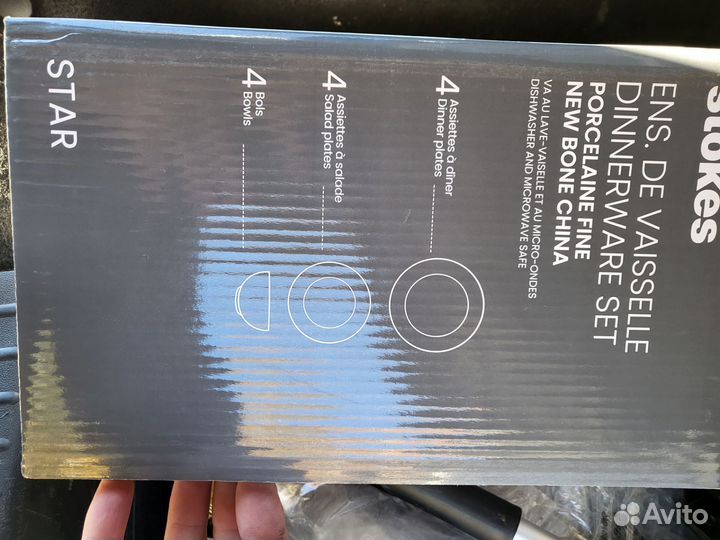 stokes
ENS. DE VAISSELLE
DINNERWARE SET
PORCELAINE FINE
NEW BONE CHINA
VA AU LAVE-VAISELLE ET AU MICRO-ONDES
DISHWASHER AND MICROWAVE SAFE
4 Assiettes à dîner
Dinner plates
4 Assiettes à salade
Salad plates
4 Bols
Bowls
STAR
Avito